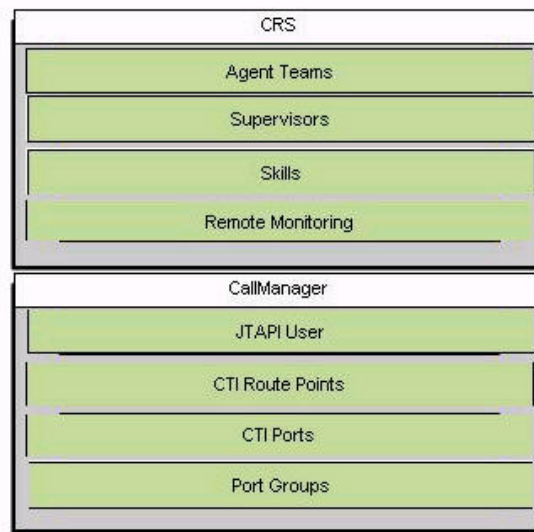 CRS
Agent Teams
Supervisors
Skills
Remote Monitoring
CallManager
JTAPI User
CTI Route Points
CTI Ports
Port Groups